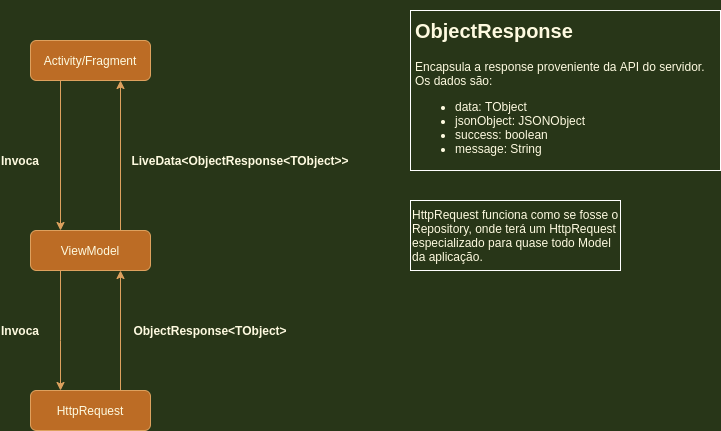 Activity/Fragment
Invoca
LiveData<ObjectResponse<TObject>>
ViewModel
Invoca
ObjectResponse<TObject>
HttpRequest
ObjectResponse
Encapsula a response proveniente da API do servidor.
Os dados são:
data: TObject
jsonObject: JSONObject
success: boolean
message: String
HttpRequest funciona como se fosse o
Repository, onde terá um HttpRequest
especializado para quase todo Model
da aplicação.